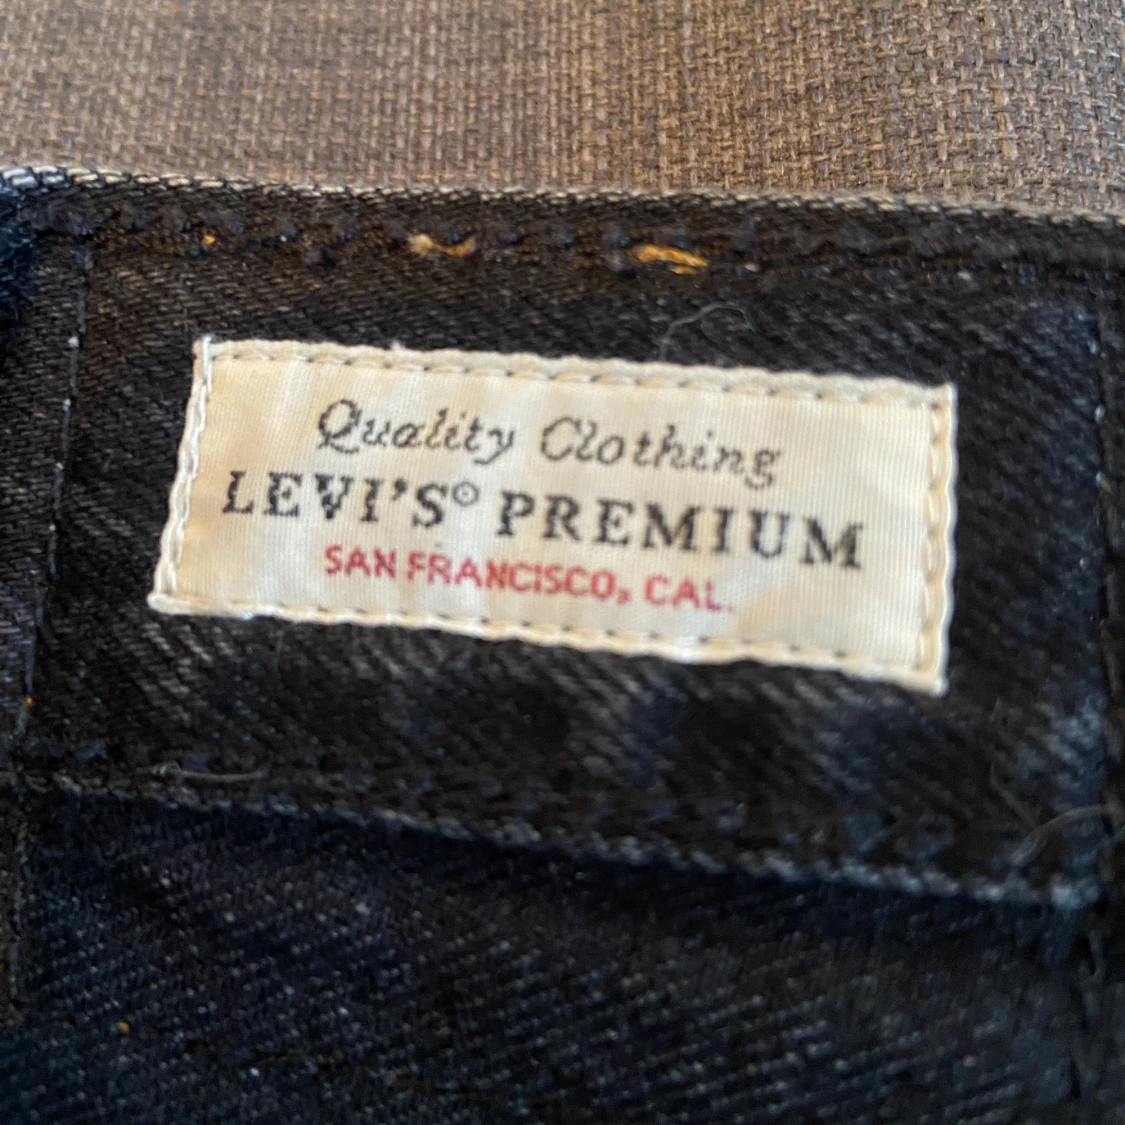 Quality Clothing
LEVI'S® PREMIUM
SAN FRANCISCO, CAL.